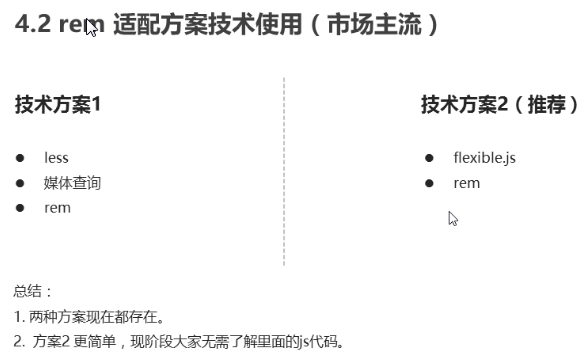 4.2 rem 适配方案技术使用（市场主流）
技术方案1
● less
● 媒体查询
● rem
技术方案2（推荐）
● flexible.js
● rem
总结：
1. 两种方案现在都存在。
2. 方案2 更简单，现阶段大家无需了解里面的js代码。